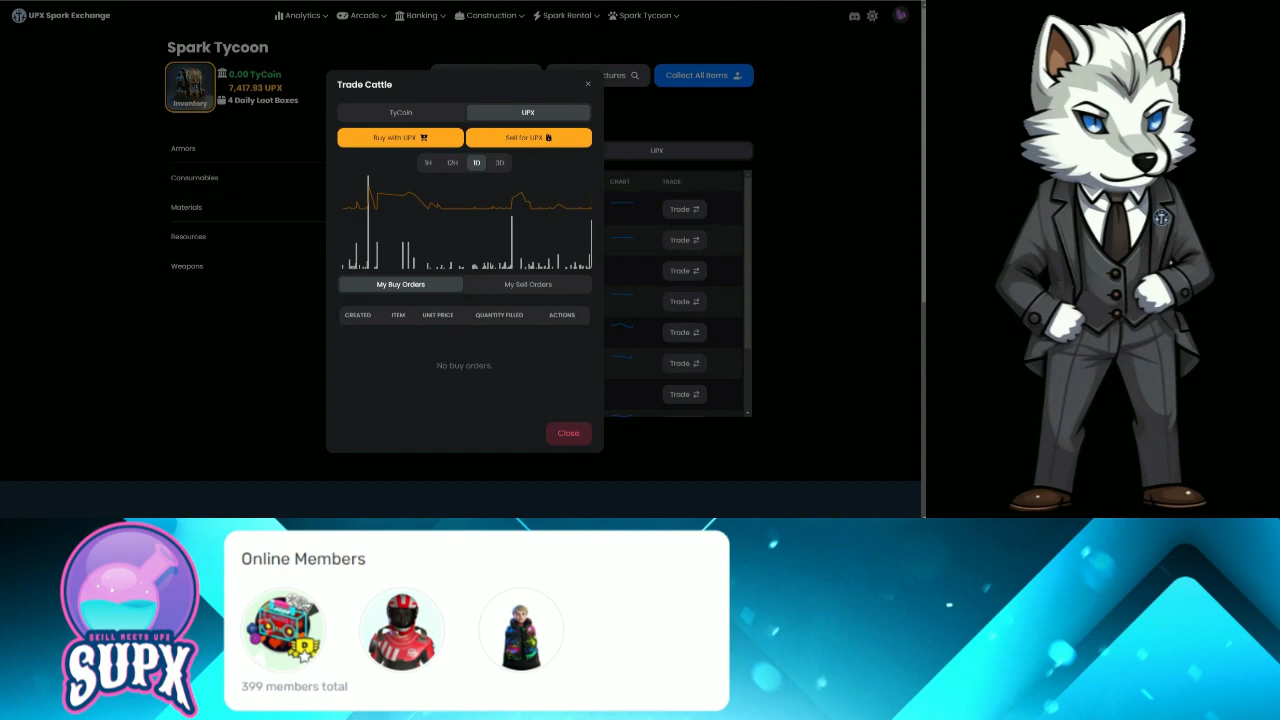 UPX Spark Exchange
Analytics
Arcade
Banking
Construction
Spark Rental
Spark Tycoon
Spark Tycoon
0.00 TyCoin
7,417.93 UPX
4 Daily Loot Boxes
Inventory
Collect All Items
Armors
Consumables
Materials
Resources
Weapons
Trade Cattle
×
TyCoin
UPX
Buy with UPX
Sell for UPX
1H
12H
1D
3D
My Buy Orders
My Sell Orders
CREATED
ITEM
UNIT PRICE
QUANTITY FILLED
ACTIONS
No buy orders.
Close
UPX
CHART
TRADE
Trade
Trade
Trade
Trade
Trade
Trade
Trade
SKILL MEETS UPX
SUPX
Online Members
399 members total